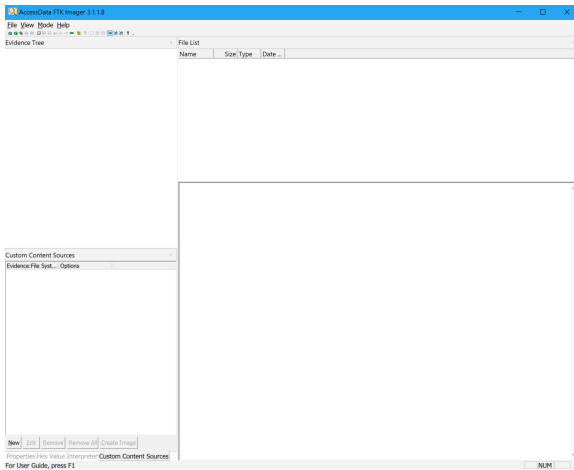 AccessData FTK Imager 3.1.1.8
File View Mode Help
Evidence Tree
File List
Name Size Type Date ...
Custom Content Sources
Evidence:File Syst... Options
New Edit Remove Remove All Create Image
Properties Hex Value Interpreter Custom Content Sources
For User Guide, press F1
NUM